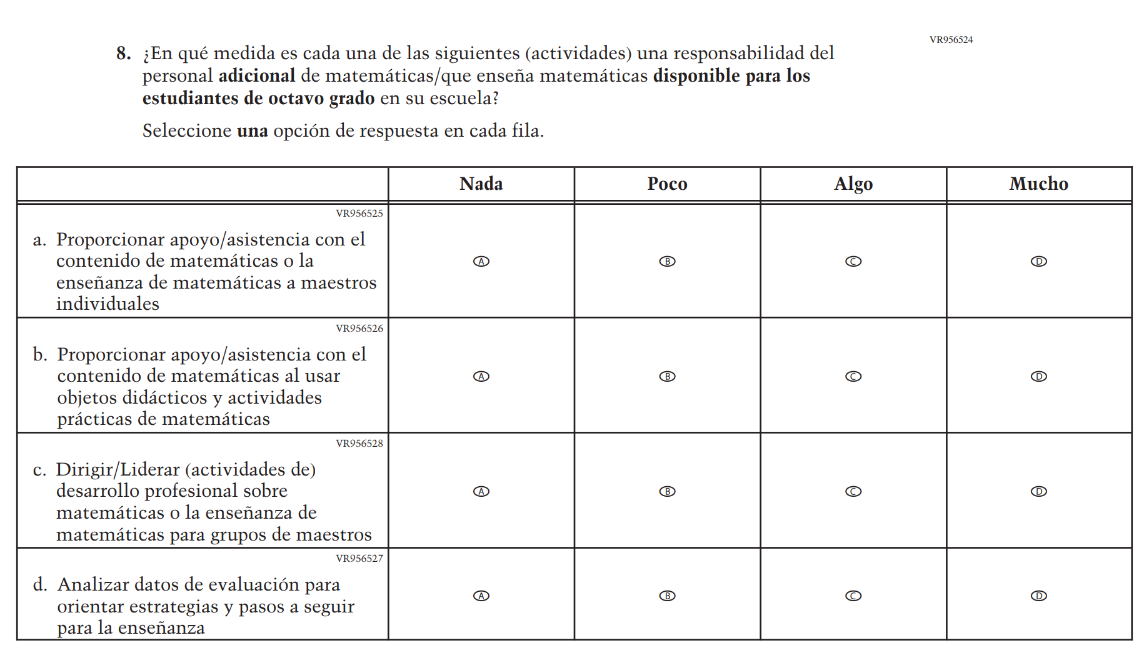 VR956524
8. ¿En qué medida es cada una de las siguientes (actividades) una responsabilidad del
personal adicional de matemáticas/que enseña matemáticas disponible para los
estudiantes de octavo grado en su escuela?
Seleccione una opción de respuesta en cada fila.
Nada Poco Algo Mucho
VR956525
a. Proporcionar apoyo/asistencia con el
contenido de matemáticas o la
enseñanza de matemáticas a maestros
individuales
A B C D
VR956526
b. Proporcionar apoyo/asistencia con el
contenido de matemáticas al usar
objetos didácticos y actividades
prácticas de matemáticas
A B C D
VR956528
c. Dirigir/Liderar (actividades de)
desarrollo profesional sobre
matemáticas o la enseñanza de
matemáticas para grupos de maestros
A B C D
VR956527
d. Analizar datos de evaluación para
orientar estrategias y pasos a seguir
para la enseñanza
A B C D